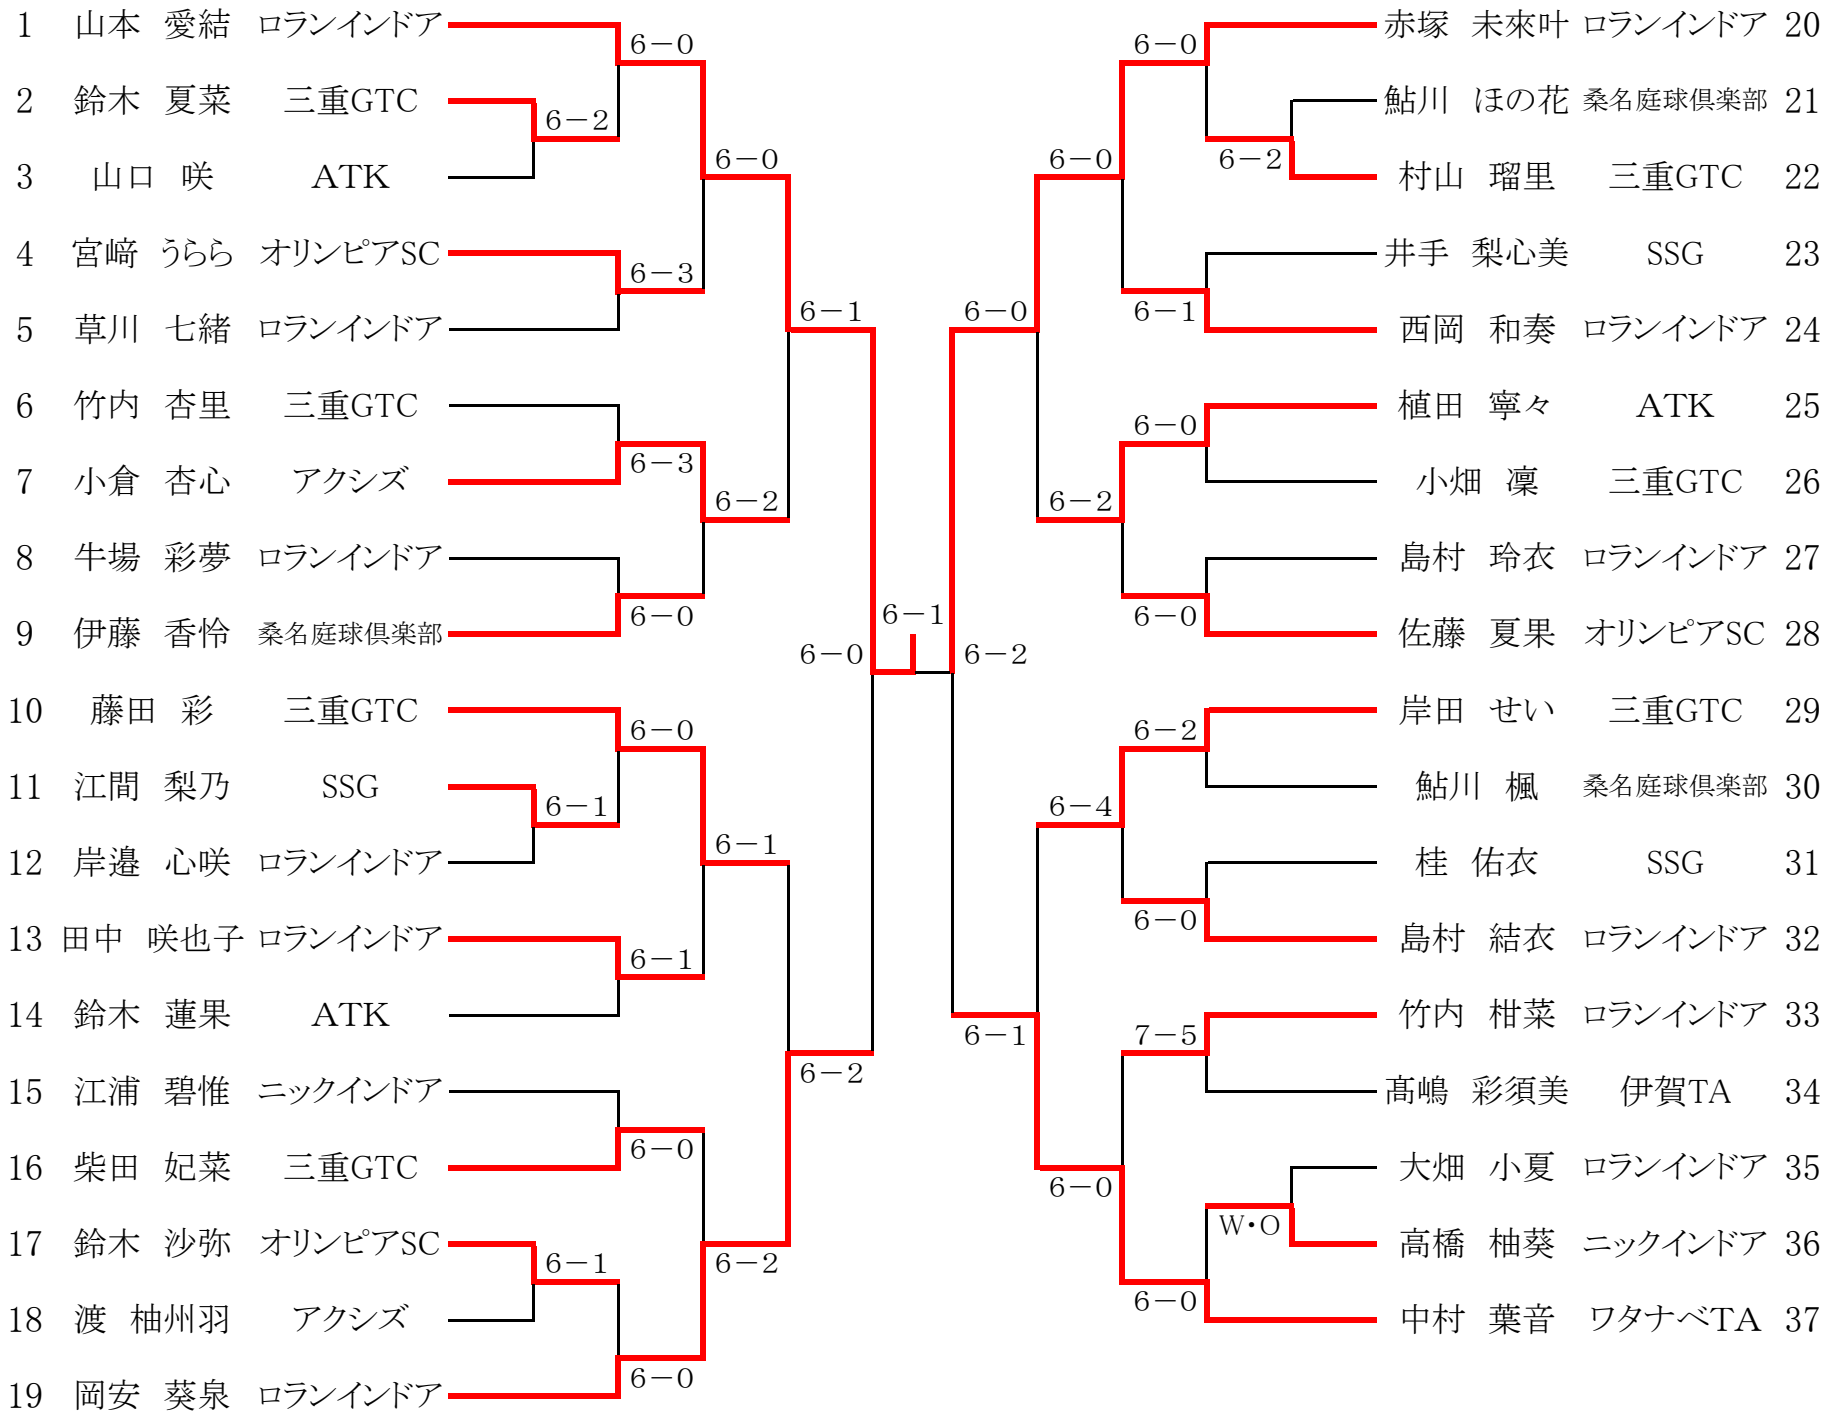 1 山本 愛結 ロランインドア
2 鈴木 夏菜 三重GTC
3 山口 咲 ATK
4 宮﨑 うらら オリンピアSC
5 草川 七緒 ロランインドア
6 竹内 杏里 三重GTC
7 小倉 杏心 アクシズ
8 牛場 彩夢 ロランインドア
9 伊藤 香怜 桑名庭球倶楽部
10 藤田 彩 三重GTC
11 江間 梨乃 SSG
12 岸邉 心咲 ロランインドア
13 田中 咲也子 ロランインドア
14 鈴木 蓮果 ATK
15 江浦 碧惟 ニックインドア
16 柴田 妃菜 三重GTC
17 鈴木 沙弥 オリンピアSC
18 渡 柚州羽 アクシズ
19 岡安 葵泉 ロランインドア
6-2
6-1
6-1
6-0
6-3
6-3
6-0
6-0
6-1
6-0
6-0
6-0
6-2
6-1
6-2
6-1
6-2
6-0
6-1
6-2
6-0
6-1
6-0
6-2
6-4
6-0
6-0
6-1
6-0
6-0
6-2
6-0
7-5
6-0
6-2
W・O
赤塚 未來叶 ロランインドア 20
鮎川 ほの花 桑名庭球倶楽部 21
村山 瑠里 三重GTC 22
井手 梨心美 SSG 23
西岡 和奏 ロランインドア 24
植田 寧々 ATK 25
小畑 凜 三重GTC 26
島村 玲衣 ロランインドア 27
佐藤 夏果 オリンピアSC 28
岸田 せい 三重GTC 29
鮎川 楓 桑名庭球倶楽部 30
桂 佑衣 SSG 31
島村 結衣 ロランインドア 32
竹内 柑菜 ロランインドア 33
髙嶋 彩須美 伊賀TA 34
大畑 小夏 ロランインドア 35
高橋 柚葵 ニックインドア 36
中村 葉音 ワタナベTA 37